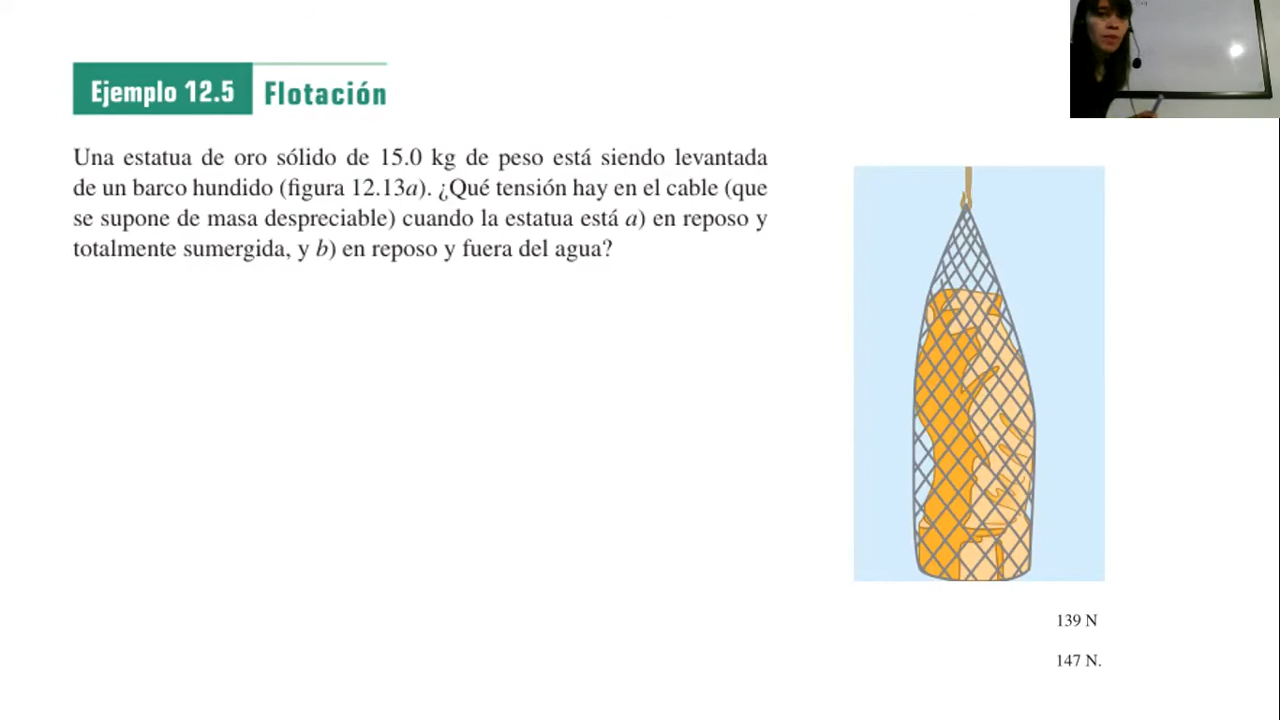 Ejemplo 12.5 Flotación
Una estatua de oro sólido de 15.0 kg de peso está siendo levantada
de un barco hundido (figura 12.13a). ¿Qué tensión hay en el cable (que
se supone de masa despreciable) cuando la estatua está a) en reposo y
totalmente sumergida, y b) en reposo y fuera del agua?
139 N
147 N.